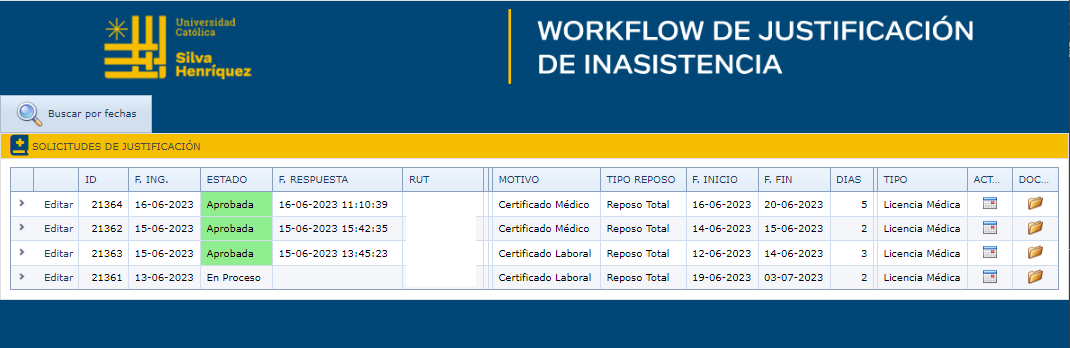 Universidad
Católica
Silva
Henríquez
WORKFLOW DE JUSTIFICACIÓN
DE INASISTENCIA
Buscar por fechas
SOLICITUDES DE JUSTIFICACIÓN
ID F. ING. ESTADO F. RESPUESTA RUT MOTIVO TIPO REPOSO F. INICIO F. FIN DIAS TIPO ACT... DOC...
Editar 21364 16-06-2023 Aprobada 16-06-2023 11:10:39 Certificado Médico Reposo Total 16-06-2023 20-06-2023 5 Licencia Médica
Editar 21362 15-06-2023 Aprobada 15-06-2023 15:42:35 Certificado Médico Reposo Total 14-06-2023 15-06-2023 2 Licencia Médica
Editar 21363 15-06-2023 Aprobada 15-06-2023 13:45:23 Certificado Laboral Reposo Total 12-06-2023 14-06-2023 3 Licencia Médica
Editar 21361 13-06-2023 En Proceso Certificado Laboral Reposo Total 19-06-2023 03-07-2023 2 Licencia Médica